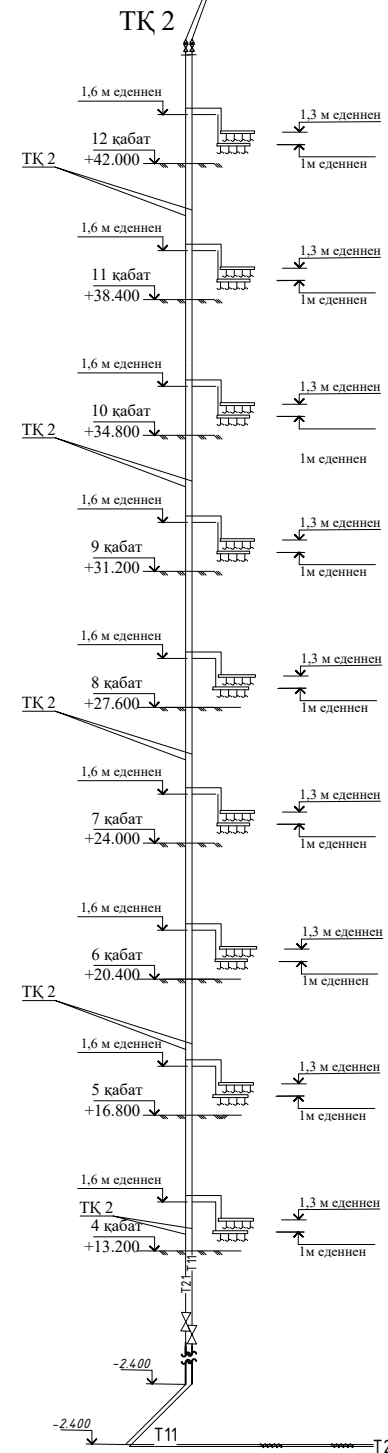 ТҚ 2
1,6 м еденнен
1,3 м еденнен
12 қабат
+42.000
1м еденнен
ТҚ 2
1,6 м еденнен
1,3 м еденнен
11 қабат
+38.400
1м еденнен
1,6 м еденнен
1,3 м еденнен
10 қабат
+34.800
ТҚ 2
1м еденнен
1,6 м еденнен
1,3 м еденнен
9 қабат
+31.200
1м еденнен
1,6 м еденнен
1,3 м еденнен
8 қабат
+27.600
1м еденнен
ТҚ 2
1,6 м еденнен
1,3 м еденнен
7 қабат
+24.000
1м еденнен
1,6 м еденнен
1,3 м еденнен
6 қабат
+20.400
1м еденнен
ТҚ 2
1,6 м еденнен
1,3 м еденнен
5 қабат
+16.800
1м еденнен
1,6 м еденнен
1,3 м еденнен
ТҚ 2
4 қабат
+13.200
1м еденнен
Т21
Т11
-2.400
-2.400
Т11
Т2